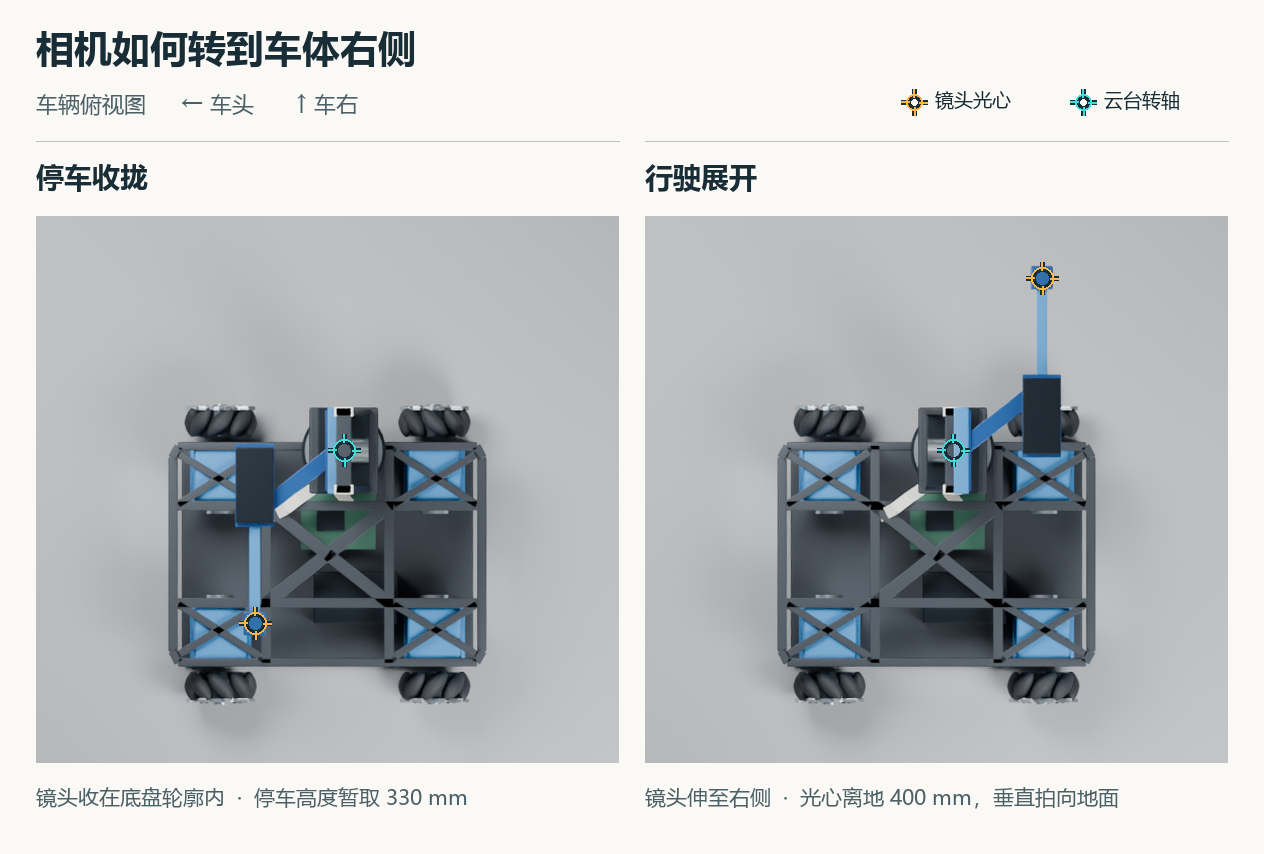 相机如何转到车体右侧
车辆俯视图 ← 车头 ↑ 车右
镜头光心 云台转轴
停车收拢
行驶展开
镜头收在底盘轮廓内 · 停车高度暂取 330 mm
镜头伸至右侧 · 光心离地 400 mm，垂直拍向地面